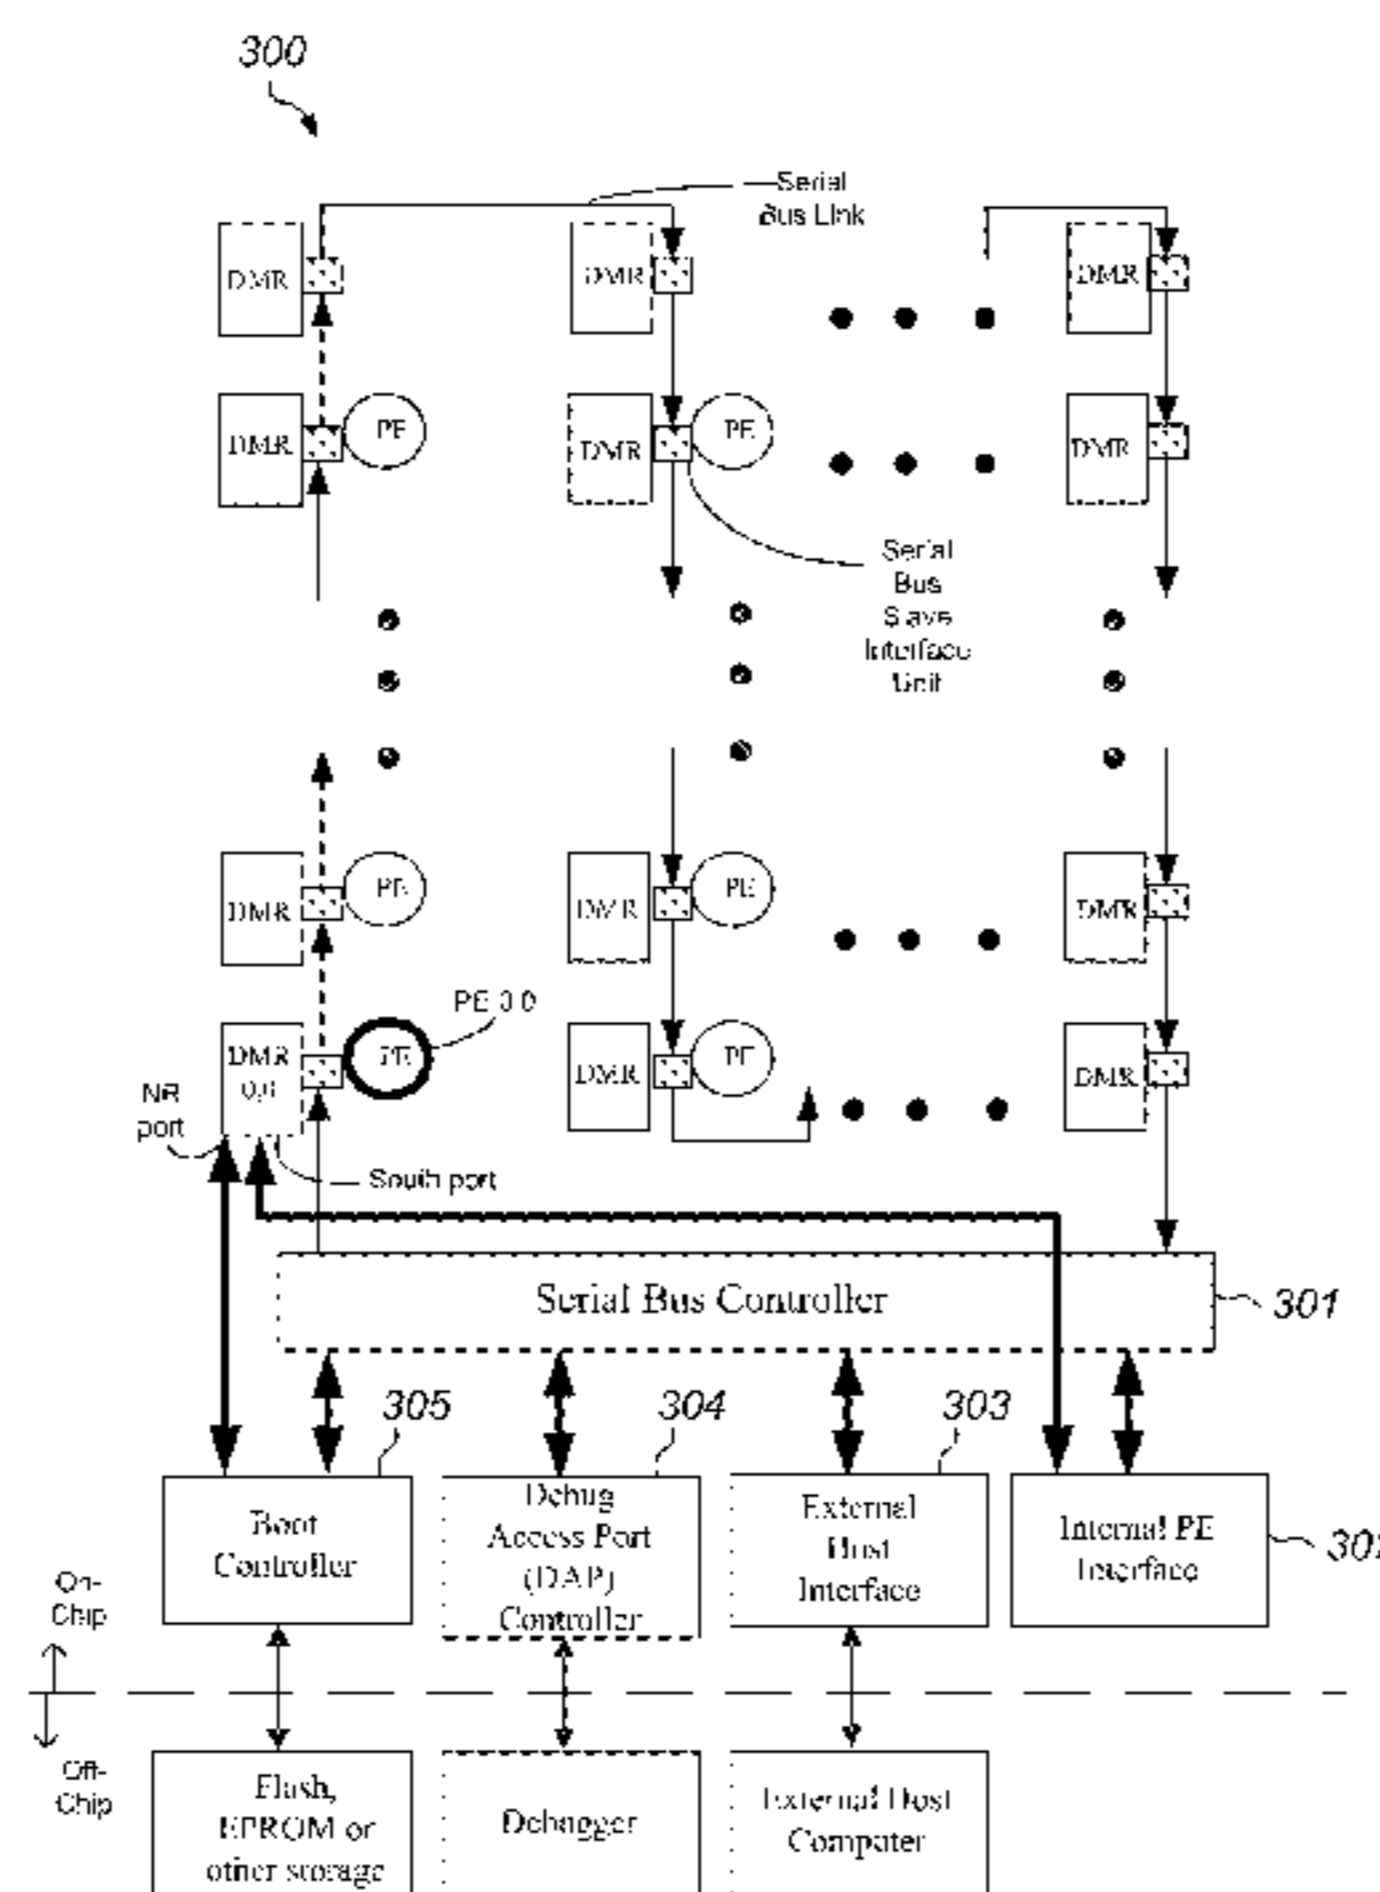 300
Serial
Bus Link
DMR
DMR
DMR
DMR
PE
DMR
PE
DMR
Serial
Bus
Slave
Interface
Unit
DMR
PE
DMR
PE
DMR
PE 0,0
DMR
0,0
PE
DMR
PE
DMR
NR
port
South port
Serial Bus Controller
301
305
304
303
Boot
Controller
Debug
Access Port
(DAP)
Controller
External
Host
Interface
Internal PE
Interface
On-
Chip
Off-
Chip
Flash,
EPROM or
other storage
Debugger
External Host
Computer